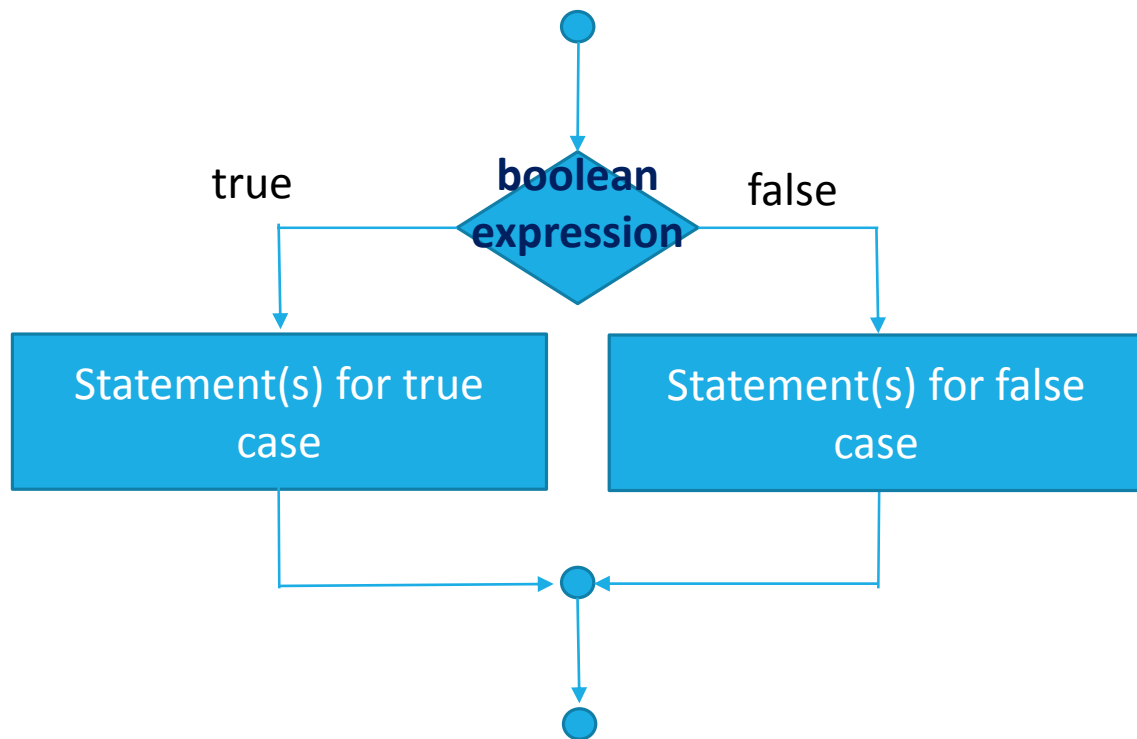 boolean
expression
true
false
Statement(s) for true
case
Statement(s) for false
case